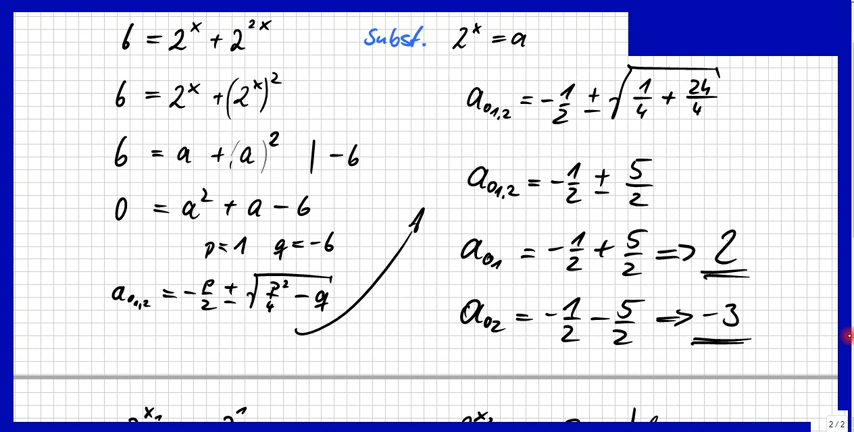 6 = 2^x + 2^2x
6 = 2^x + (2^x)^2
6 = a + (a)^2 | -6
0 = a^2 + a - 6
p = 1 q = -6
a_01,2 = -p/2 ± √(p^2/4 - q)
Subst. 2^x = a
a_01,2 = -1/2 ± √(1/4 + 24/4)
a_01,2 = -1/2 ± 5/2
a_01 = -1/2 + 5/2 => 2
a_02 = -1/2 - 5/2 => -3
2 / 2